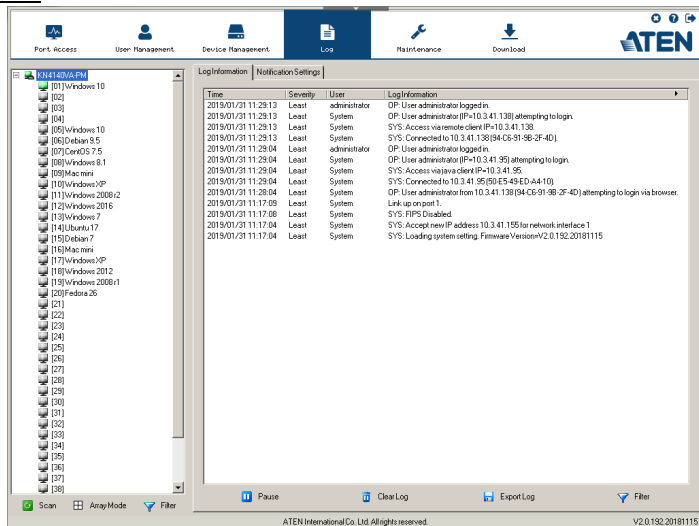 Port Access
User Management
Device Management
Log
Maintenance
Download
ATEN
KN4140VA-PM
[01]Windows 10
[02]
[03]
[04]
[05]Windows 10
[06]Debian 9.5
[07]CentOS 7.5
[08]Windows 8.1
[09]Mac mini
[10]WindowsXP
[11]Windows 2008r2
[12]Windows 2016
[13]Windows 7
[14]Ubuntu17
[15]Debian 7
[16]Mac mini
[17]WindowsXP
[18]Windows 2012
[19]Windows 2008r1
[20]Fedora 26
[21]
[22]
[23]
[24]
[25]
[26]
[27]
[28]
[29]
[30]
[31]
[32]
[33]
[34]
[35]
[36]
[37]
[38]
Scan Array Mode Filter
Log Information Notification Settings
Time Severity User Log Information
2019/01/31 11:29:13 Least administrator OP: User administrator logged in.
2019/01/31 11:29:13 Least System OP: User administrator (IP=10.3.41.138) attempting to login.
2019/01/31 11:29:13 Least System SYS: Access via remote client IP=10.3.41.138.
2019/01/31 11:29:13 Least System SYS: Connected to 10.3.41.138 (94-C6-91-9B-2F-4D).
2019/01/31 11:29:04 Least administrator OP: User administrator logged in.
2019/01/31 11:29:04 Least System OP: User administrator (IP=10.3.41.95) attempting to login.
2019/01/31 11:29:04 Least System SYS: Access via java client IP=10.3.41.95.
2019/01/31 11:29:04 Least System SYS: Connected to 10.3.41.95 (50-E5-49-ED-A4-10).
2019/01/31 11:28:04 Least System OP: User administrator from 10.3.41.138 (94-C6-91-9B-2F-4D) attempting to login via browser.
2019/01/31 11:17:09 Least System Link up on port 1.
2019/01/31 11:17:08 Least System SYS: FIPS Disabled.
2019/01/31 11:17:04 Least System SYS: Accept new IP address 10.3.41.155 for network interface 1
2019/01/31 11:17:04 Least System SYS: Loading system setting. Firmware Version=V2.0.192.20181115
Pause Clear Log Export Log Filter
ATEN International Co. Ltd. All rights reserved.
V2.0.192.20181115